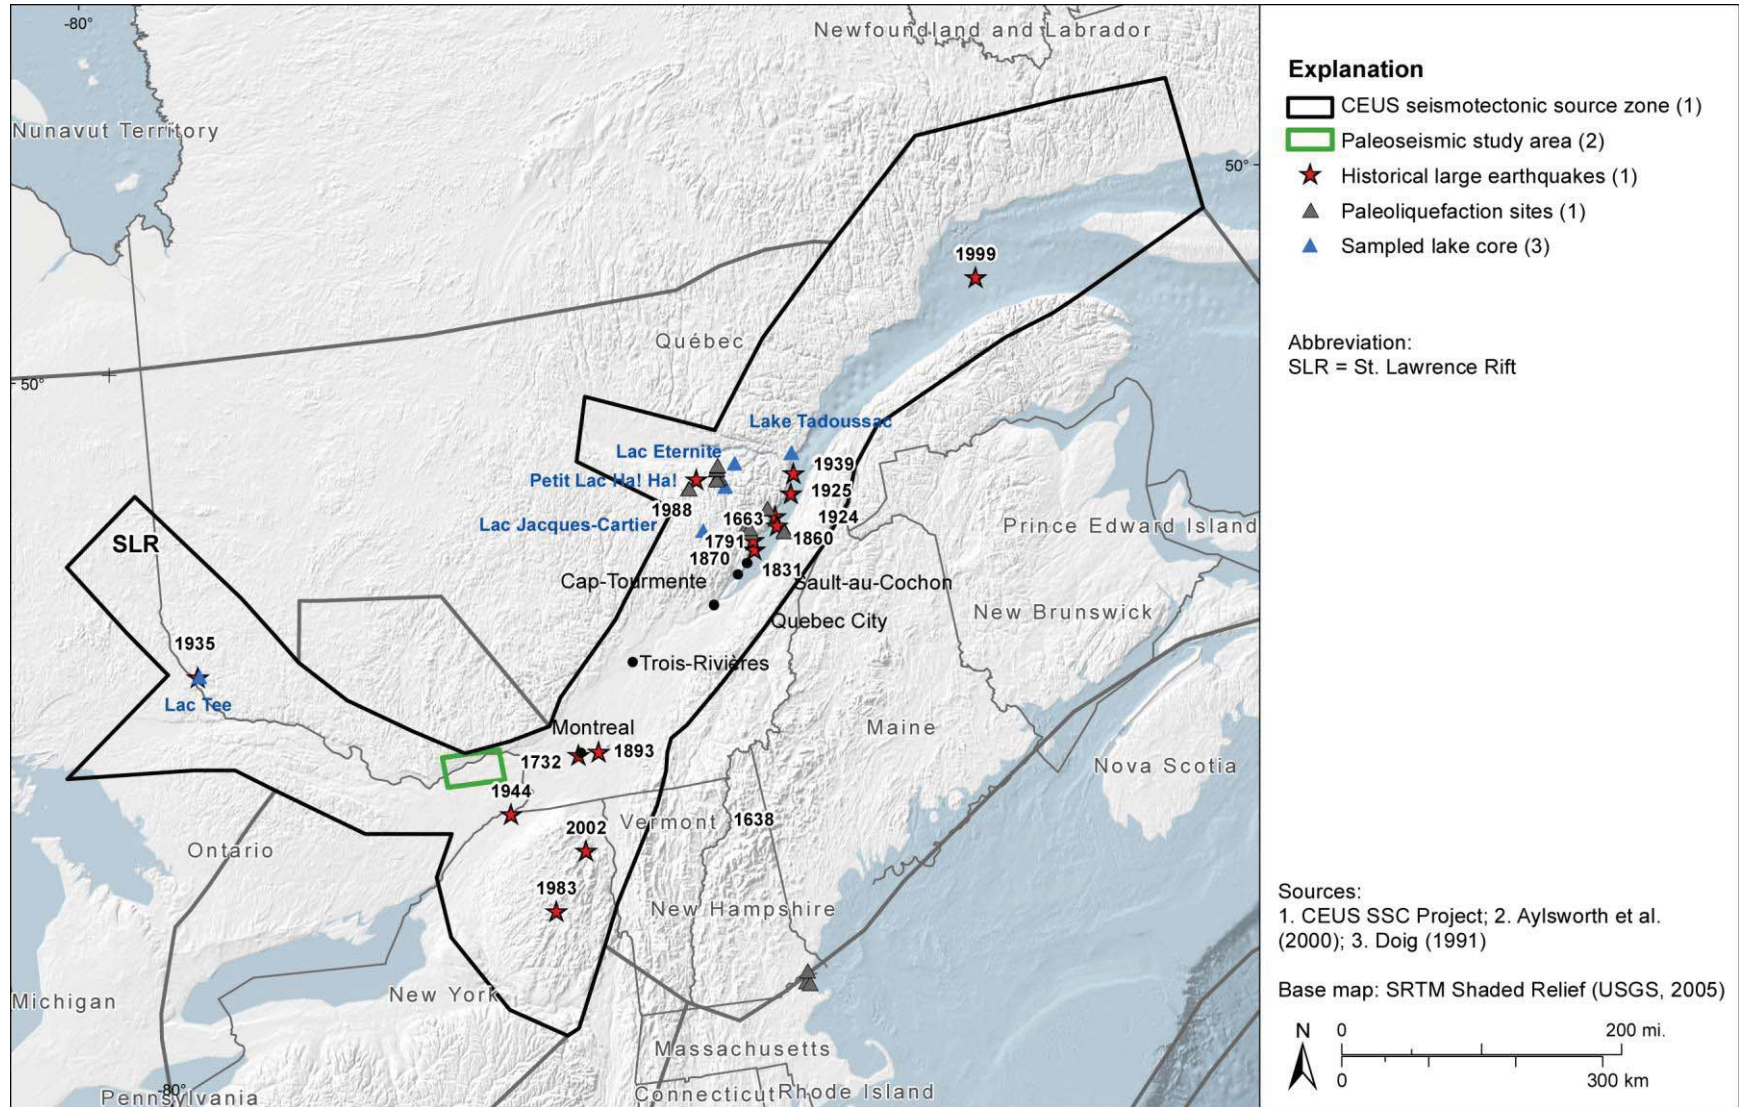 -80°
Newfoundland and Labrador
Nunavut Territory
50°
1999
Québec
50°
Lake Tadoussac
Lac Eternite
1939
Petit Lac Ha! Ha!
1925
1988
1663
1924
Lac Jacques-Cartier
Prince Edward Island
1791
1860
SLR
1870
1831
Cap-Tourmente
Sault-au-Cochon
New Brunswick
Quebec City
1935
Trois-Rivières
Lac Tee
Montreal
Maine
1732
1893
Nova Scotia
1944
2002
Vermont
1638
Ontario
1983
New Hampshire
New York
Michigan
Massachusetts
-80°
Pennsylvania
Connecticut
Rhode Island
Explanation
CEUS seismotectonic source zone (1)
Paleoseismic study area (2)
Historical large earthquakes (1)
Paleoliquefaction sites (1)
Sampled lake core (3)
Abbreviation:
SLR = St. Lawrence Rift
Sources:
1. CEUS SSC Project; 2. Aylsworth et al.
(2000); 3. Doig (1991)
Base map: SRTM Shaded Relief (USGS, 2005)
N
0 200 mi.
0 300 km